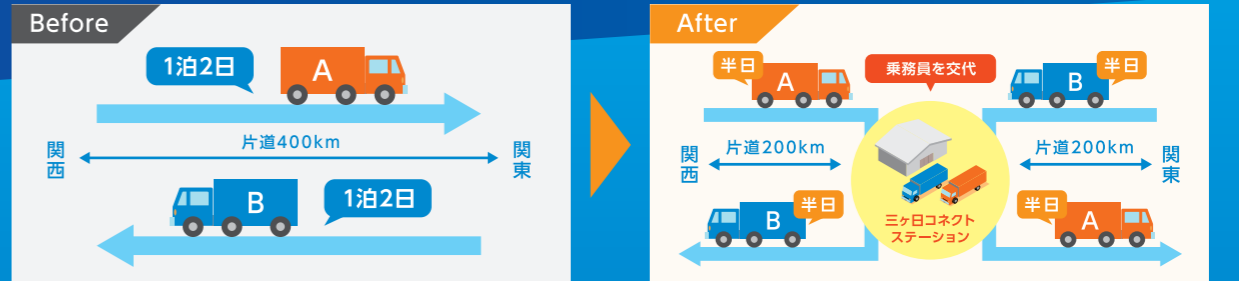 Before
1泊2日
A
片道400km
関西
関東
B
1泊2日
After
半日
A
乗務員を交代
B
半日
関西
片道200km
片道200km
関東
三ヶ日コネクト
ステーション
B
半日
半日
A